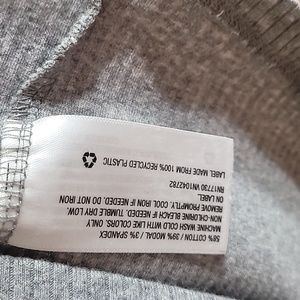 58% COTTON / 39% MODAL / 3% SPANDEX
MACHINE WASH COLD WITH LIKE COLORS. ONLY
NON-CHLORINE BLEACH IF NEEDED. TUMBLE DRY LOW.
REMOVE PROMPTLY. COOL IRON IF NEEDED. DO NOT IRON
ON LABEL.
RN17730 VN1042782
LABEL MADE FROM 100% RECYCLED PLASTIC